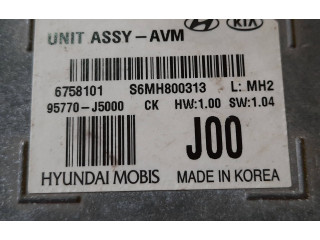 UNIT ASSY-AVM KIA
6758101 S6MH800313 L: MH2
95770-J5000 CK HW:1.00 SW:1.04
J00
HYUNDAI MOBIS MADE IN KOREA